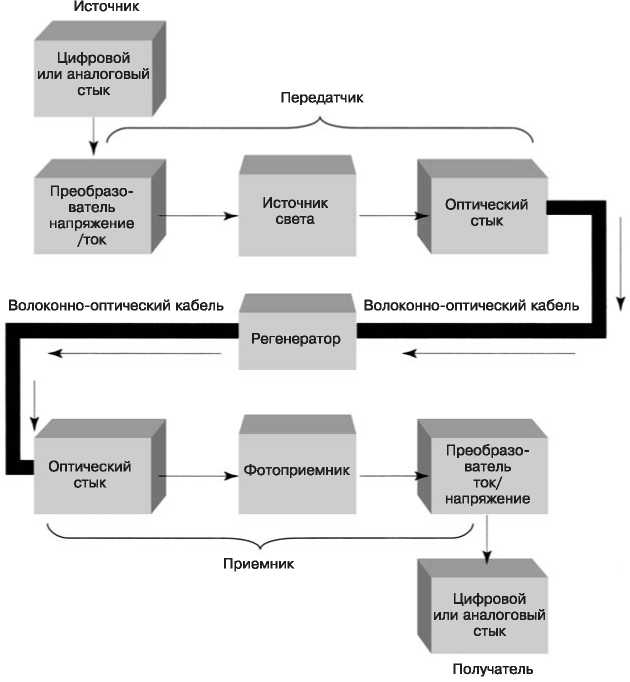 Источник
Цифровой
или аналоговый
стык
Передатчик
Преобразо-
ватель
напряжение
/ток
Источник
света
Оптический
стык
Волоконно-оптический кабель
Волоконно-оптический кабель
Регенератор
Оптический
стык
Фотоприемник
Преобразо-
ватель
ток/
напряжение
Приемник
Цифровой
или аналоговый
стык
Получатель